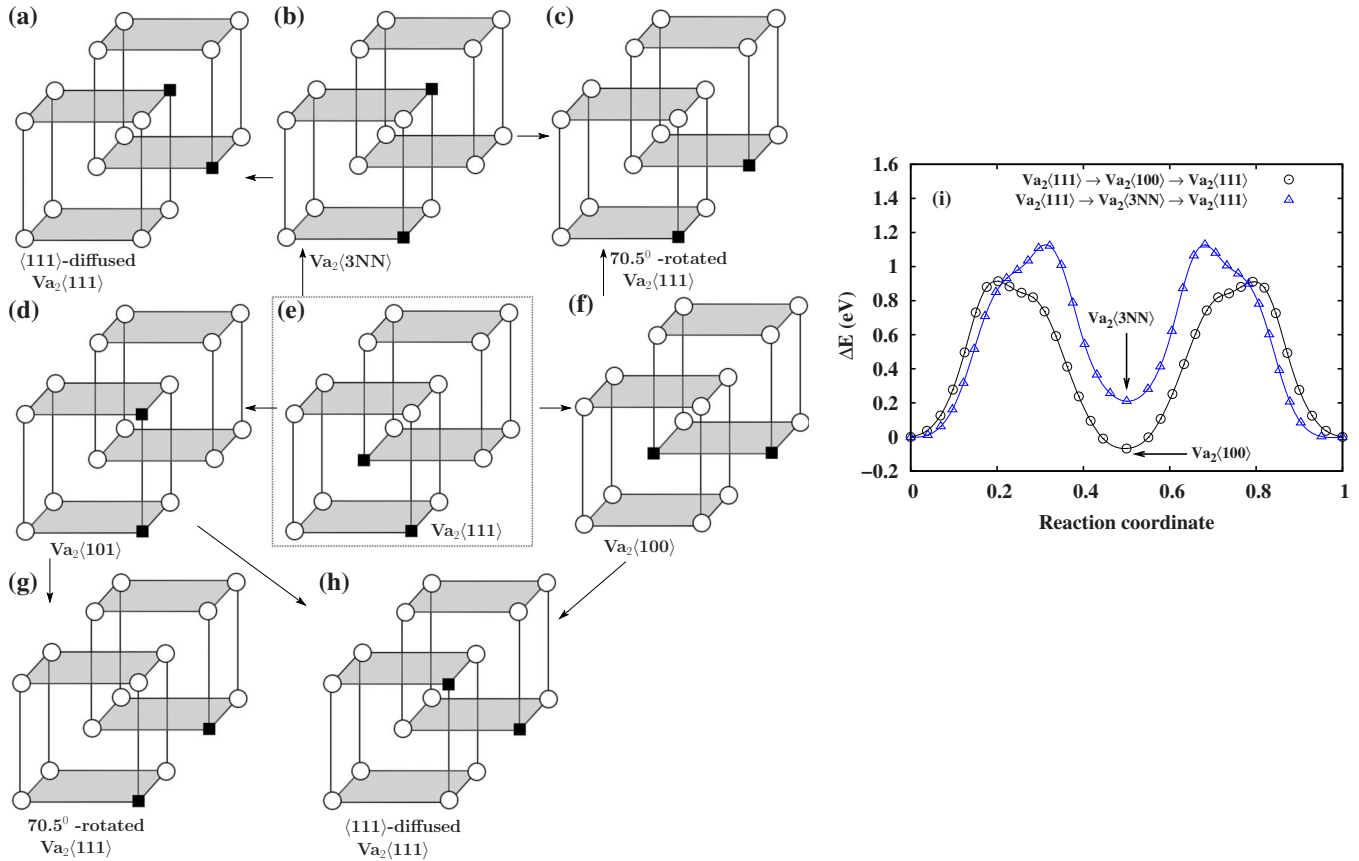 (a)
(b)
(c)
⟨111⟩-diffused
Va₂⟨111⟩
Va₂⟨3NN⟩
70.5⁰ -rotated
Va₂⟨111⟩
(d)
(e)
(f)
Va₂⟨101⟩
Va₂⟨111⟩
Va₂⟨100⟩
(g)
(h)
70.5⁰ -rotated
Va₂⟨111⟩
⟨111⟩-diffused
Va₂⟨111⟩
(i)
Va₂⟨111⟩→Va₂⟨100⟩→Va₂⟨111⟩
Va₂⟨111⟩→Va₂⟨3NN⟩→Va₂⟨111⟩
Va₂⟨3NN⟩
Va₂⟨100⟩
ΔE (eV)
1.6
1.4
1.2
1
0.8
0.6
0.4
0.2
0
−0.2
0 0.2 0.4 0.6 0.8 1
Reaction coordinate